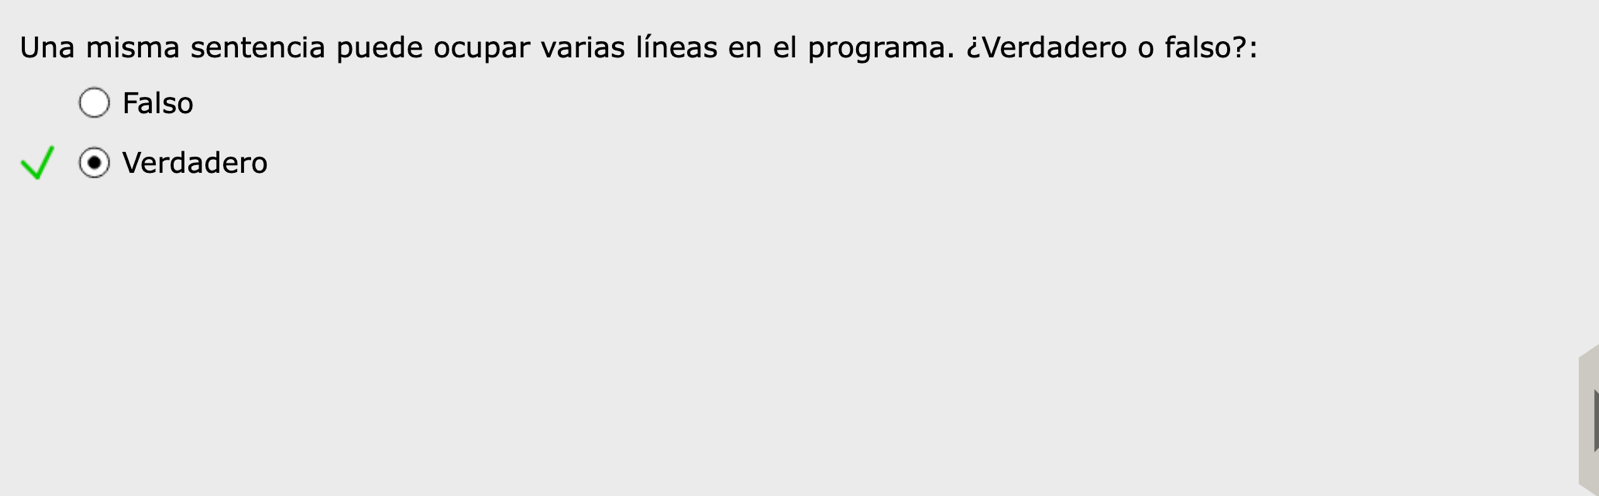 Una misma sentencia puede ocupar varias líneas en el programa. ¿Verdadero o falso?:
Falso
Verdadero